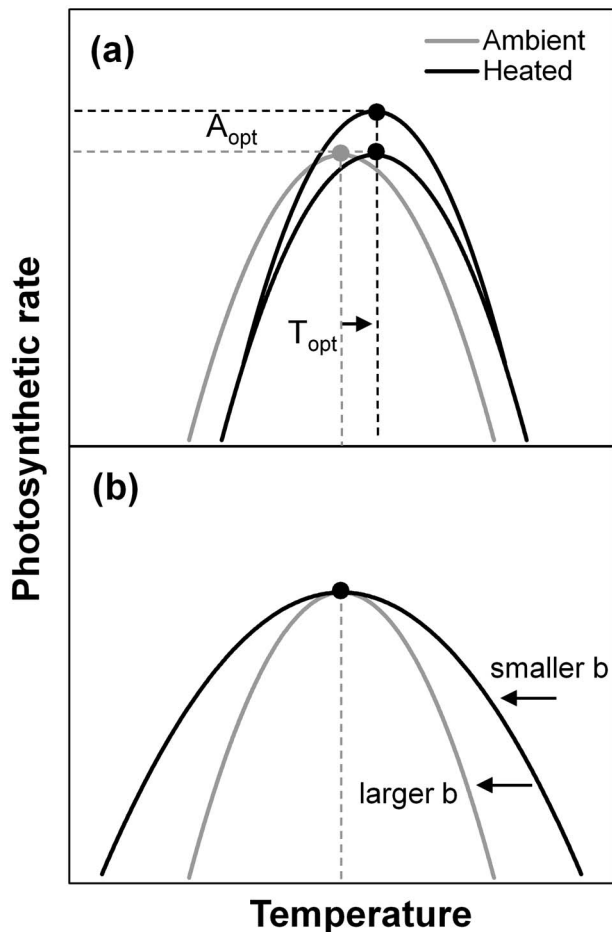 (a)
Ambient
Heated
Aopt
Topt
Photosynthetic rate
(b)
smaller b
larger b
Temperature